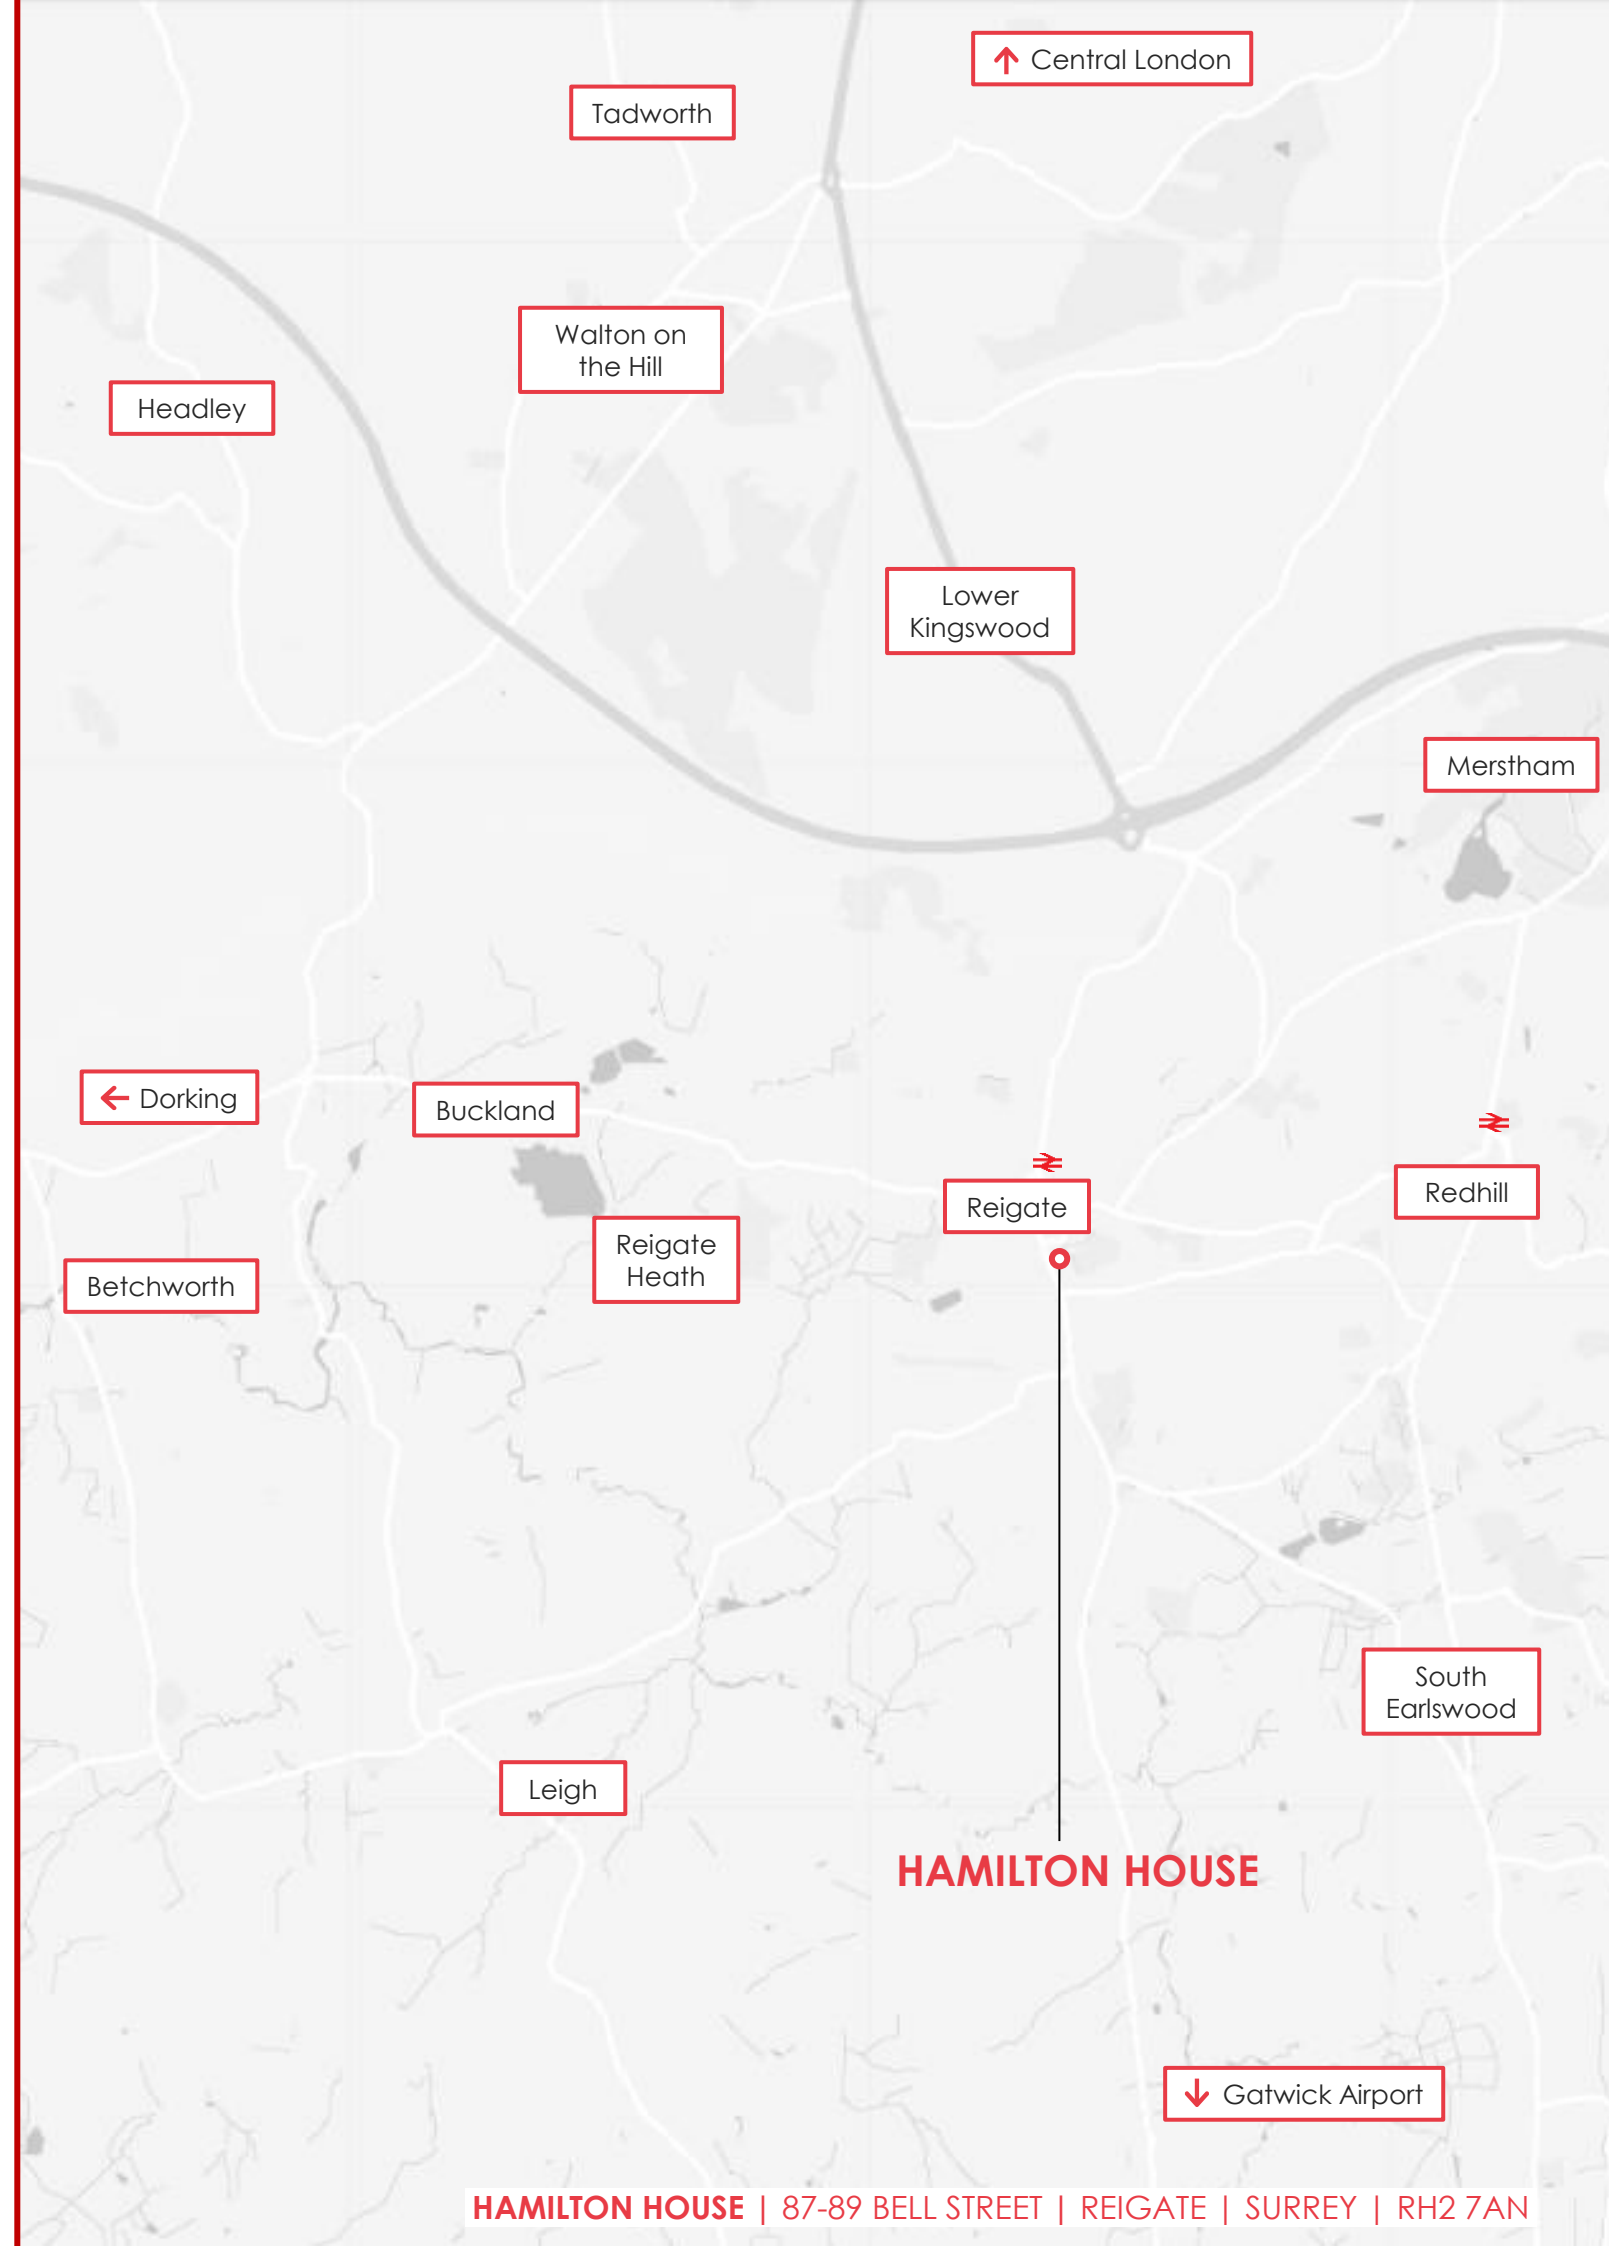 Central London
Tadworth
Walton on
the Hill
Headley
Lower
Kingswood
Merstham
Dorking
Buckland
Redhill
Reigate
Reigate
Heath
Betchworth
South
Earlswood
Leigh
HAMILTON HOUSE
Gatwick Airport
HAMILTON HOUSE | 87-89 BELL STREET | REIGATE | SURREY | RH2 7AN